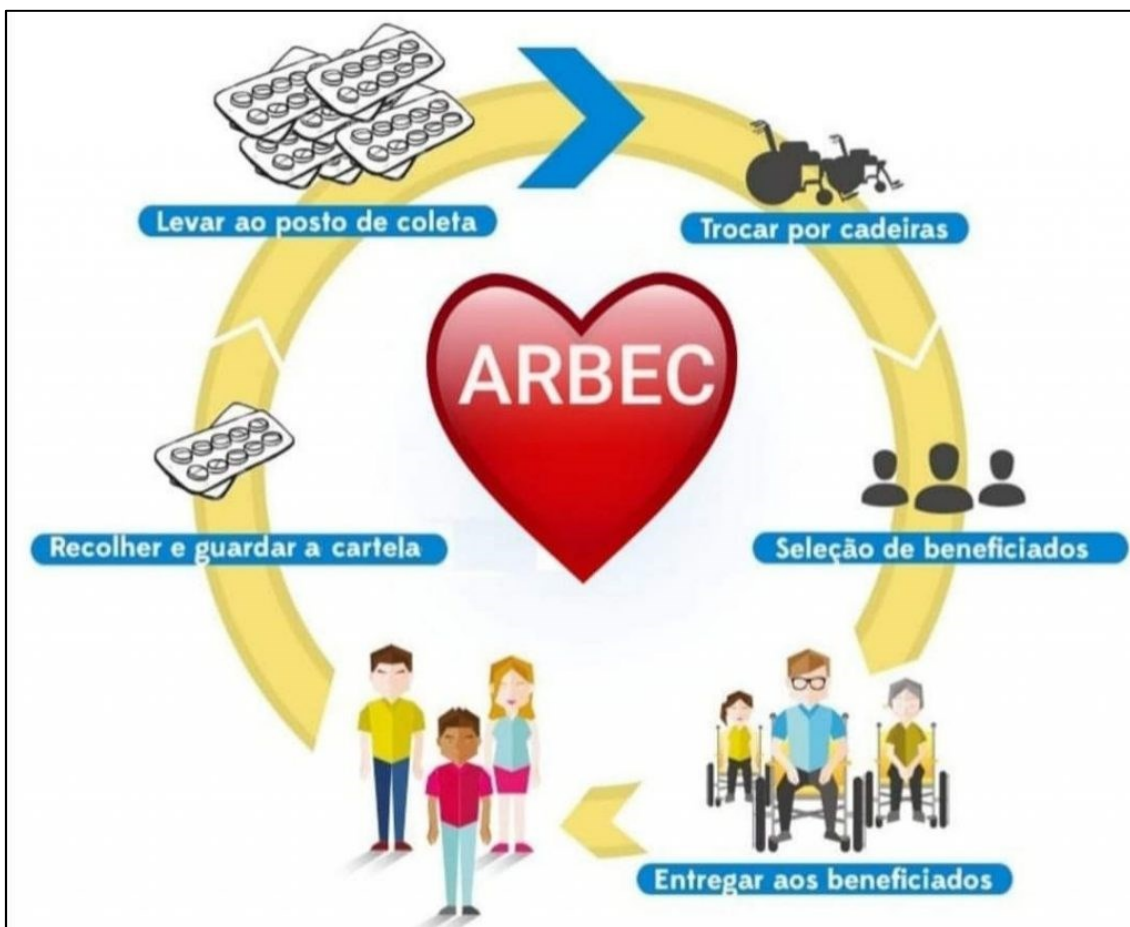 Levar ao posto de coleta
Trocar por cadeiras
ARBEC
Recolher e guardar a cartela
Seleção de beneficiados
Entregar aos beneficiados